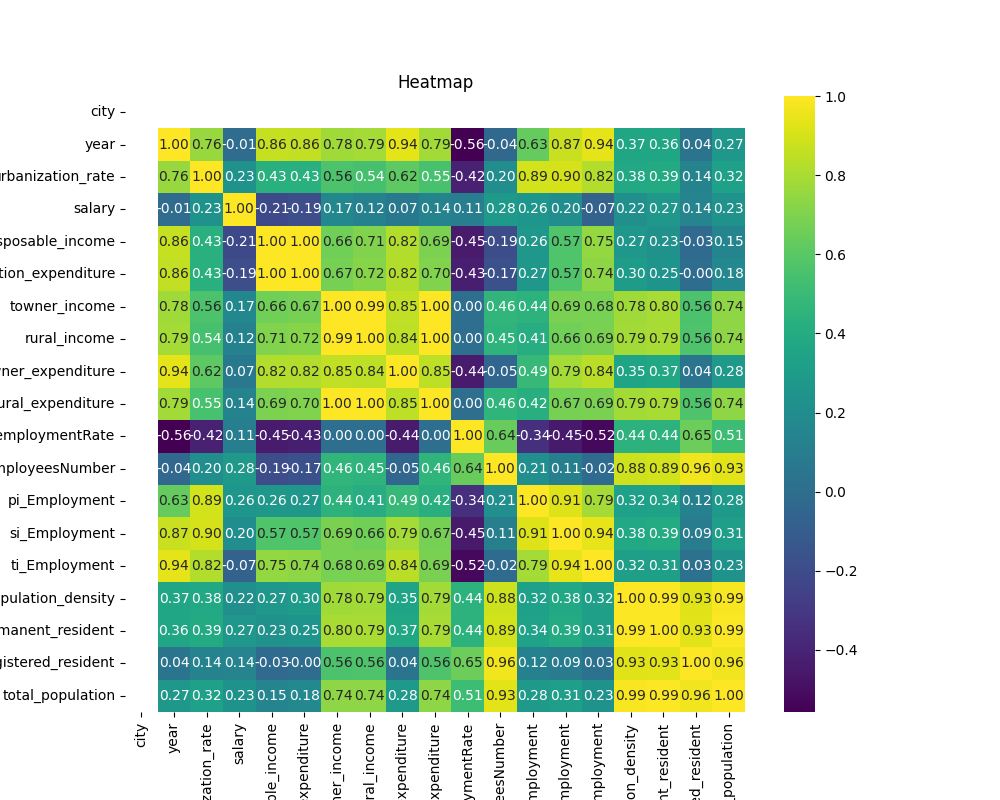 Heatmap
city
year 1.00 0.76 -0.01 0.86 0.86 0.78 0.79 0.94 0.79 -0.56 -0.04 0.63 0.87 0.94 0.37 0.36 0.04 0.27
urbanization_rate 0.76 1.00 0.23 0.43 0.43 0.56 0.54 0.62 0.55 -0.42 0.20 0.89 0.90 0.82 0.38 0.39 0.14 0.32
salary -0.01 0.23 1.00 -0.21 -0.19 0.17 0.12 0.07 0.14 0.11 0.28 0.26 0.20 -0.07 0.22 0.27 0.14 0.23
sposable_income 0.86 0.43 -0.21 1.00 1.00 0.66 0.71 0.82 0.69 -0.45 -0.19 0.26 0.57 0.75 0.27 0.23 -0.03 0.15
tion_expenditure 0.86 0.43 -0.19 1.00 1.00 0.67 0.72 0.82 0.70 -0.43 -0.17 0.27 0.57 0.74 0.30 0.25 -0.00 0.18
towner_income 0.78 0.56 0.17 0.66 0.67 1.00 0.99 0.85 1.00 0.00 0.46 0.44 0.69 0.68 0.78 0.80 0.56 0.74
rural_income 0.79 0.54 0.12 0.71 0.72 0.99 1.00 0.84 1.00 0.00 0.45 0.41 0.66 0.69 0.79 0.79 0.56 0.74
ner_expenditure 0.94 0.62 0.07 0.82 0.82 0.85 0.84 1.00 0.85 -0.44 -0.05 0.49 0.79 0.84 0.35 0.37 0.04 0.28
ural_expenditure 0.79 0.55 0.14 0.69 0.70 1.00 1.00 0.85 1.00 0.00 0.46 0.42 0.67 0.69 0.79 0.79 0.56 0.74
employmentRate -0.56 -0.42 0.11 -0.45 -0.43 0.00 0.00 -0.44 0.00 1.00 0.64 -0.34 -0.45 -0.52 0.44 0.44 0.65 0.51
mployeesNumber -0.04 0.20 0.28 -0.19 -0.17 0.46 0.45 -0.05 0.46 0.64 1.00 0.21 0.11 -0.02 0.88 0.89 0.96 0.93
pi_Employment 0.63 0.89 0.26 0.26 0.27 0.44 0.41 0.49 0.42 -0.34 0.21 1.00 0.91 0.79 0.32 0.34 0.12 0.28
si_Employment 0.87 0.90 0.20 0.57 0.57 0.69 0.66 0.79 0.67 -0.45 0.11 0.91 1.00 0.94 0.38 0.39 0.09 0.31
ti_Employment 0.94 0.82 -0.07 0.75 0.74 0.68 0.69 0.84 0.69 -0.52 -0.02 0.79 0.94 1.00 0.32 0.31 0.03 0.23
pulation_density 0.37 0.38 0.22 0.27 0.30 0.78 0.79 0.35 0.79 0.44 0.88 0.32 0.38 0.32 1.00 0.99 0.93 0.99
manent_resident 0.36 0.39 0.27 0.23 0.25 0.80 0.79 0.37 0.79 0.44 0.89 0.34 0.39 0.31 0.99 1.00 0.93 0.99
gistered_resident 0.04 0.14 0.14 -0.03 -0.00 0.56 0.56 0.04 0.56 0.65 0.96 0.12 0.09 0.03 0.93 0.93 1.00 0.96
total_population 0.27 0.32 0.23 0.15 0.18 0.74 0.74 0.28 0.74 0.51 0.93 0.28 0.31 0.23 0.99 0.99 0.96 1.00
city
year
zation_rate
salary
ble_income
expenditure
ner_income
ral_income
expenditure
expenditure
ymentRate
eesNumber
mployment
mployment
mployment
on_density
nt_resident
ed_resident
_population
1.0
0.8
0.6
0.4
0.2
0.0
−0.2
−0.4